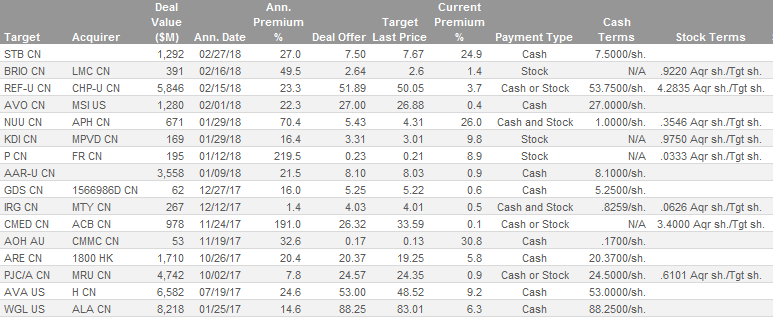 Deal Ann. Target Current
Value Premium Premium Cash
Target Acquirer ($M) Ann. Date % Deal Offer Last Price % Payment Type Terms Stock Terms
STB CN 1,292 02/27/18 27.0 7.50 7.67 24.9 Cash 7.5000/sh.
BRIO CN LMC CN 391 02/16/18 49.5 2.64 2.6 1.4 Stock N/A .9220 Aqr sh./Tgt sh.
REF-U CN CHP-U CN 5,846 02/15/18 23.3 51.89 50.05 3.7 Cash or Stock 53.7500/sh. 4.2835 Aqr sh./Tgt sh.
AVO CN MSI US 1,280 02/01/18 22.3 27.00 26.88 0.4 Cash 27.0000/sh.
NUU CN APH CN 671 01/29/18 70.4 5.43 4.31 26.0 Cash and Stock 1.0000/sh. .3546 Aqr sh./Tgt sh.
KDI CN MPVD CN 169 01/29/18 16.4 3.31 3.01 9.8 Stock N/A .9750 Aqr sh./Tgt sh.
P CN FR CN 195 01/12/18 219.5 0.23 0.21 8.9 Stock N/A .0333 Aqr sh./Tgt sh.
AAR-U CN 3,558 01/09/18 21.5 8.10 8.03 0.9 Cash 8.1000/sh.
GDS CN 1566986D CN 62 12/27/17 16.0 5.25 5.22 0.6 Cash 5.2500/sh.
IRG CN MTY CN 267 12/12/17 1.4 4.03 4.01 0.5 Cash and Stock .8259/sh. .0626 Aqr sh./Tgt sh.
CMED CN ACB CN 978 11/24/17 191.0 26.32 33.59 0.1 Cash or Stock N/A 3.4000 Aqr sh./Tgt sh.
AOH AU CMMC CN 53 11/19/17 32.6 0.17 0.13 30.8 Cash .1700/sh.
ARE CN 1800 HK 1,710 10/26/17 20.4 20.37 19.25 5.8 Cash 20.3700/sh.
PJC/A CN MRU CN 4,742 10/02/17 7.8 24.57 24.35 0.9 Cash or Stock 24.5000/sh. .6101 Aqr sh./Tgt sh.
AVA US H CN 6,582 07/19/17 24.6 53.00 48.52 9.2 Cash 53.0000/sh.
WGL US ALA CN 8,218 01/25/17 14.6 88.25 83.01 6.3 Cash 88.2500/sh.